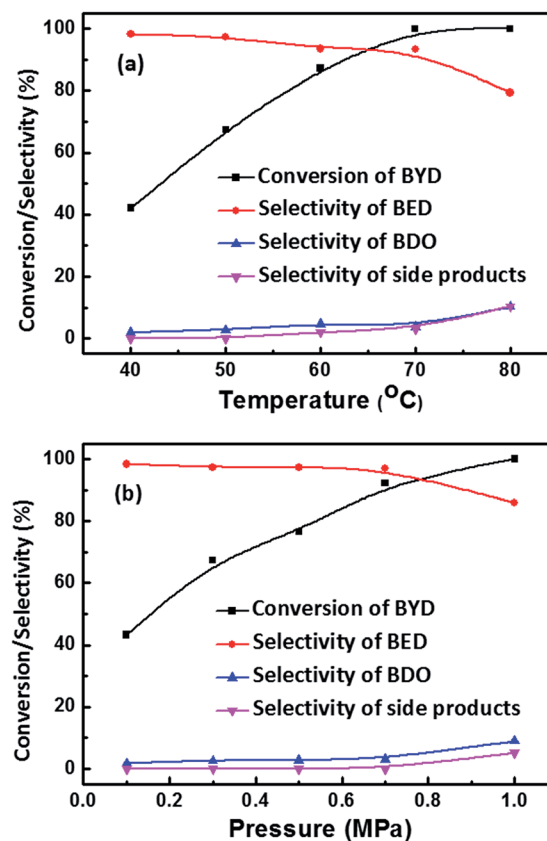 100
80
60
40
20
0
Conversion/Selectivity (%)
(a)
Conversion of BYD
Selectivity of BED
Selectivity of BDO
Selectivity of side products
40 50 60 70 80
Temperature (°C)
100
80
60
40
20
0
Conversion/Selectivity (%)
(b)
Conversion of BYD
Selectivity of BED
Selectivity of BDO
Selectivity of side products
0.0 0.2 0.4 0.6 0.8 1.0
Pressure (MPa)